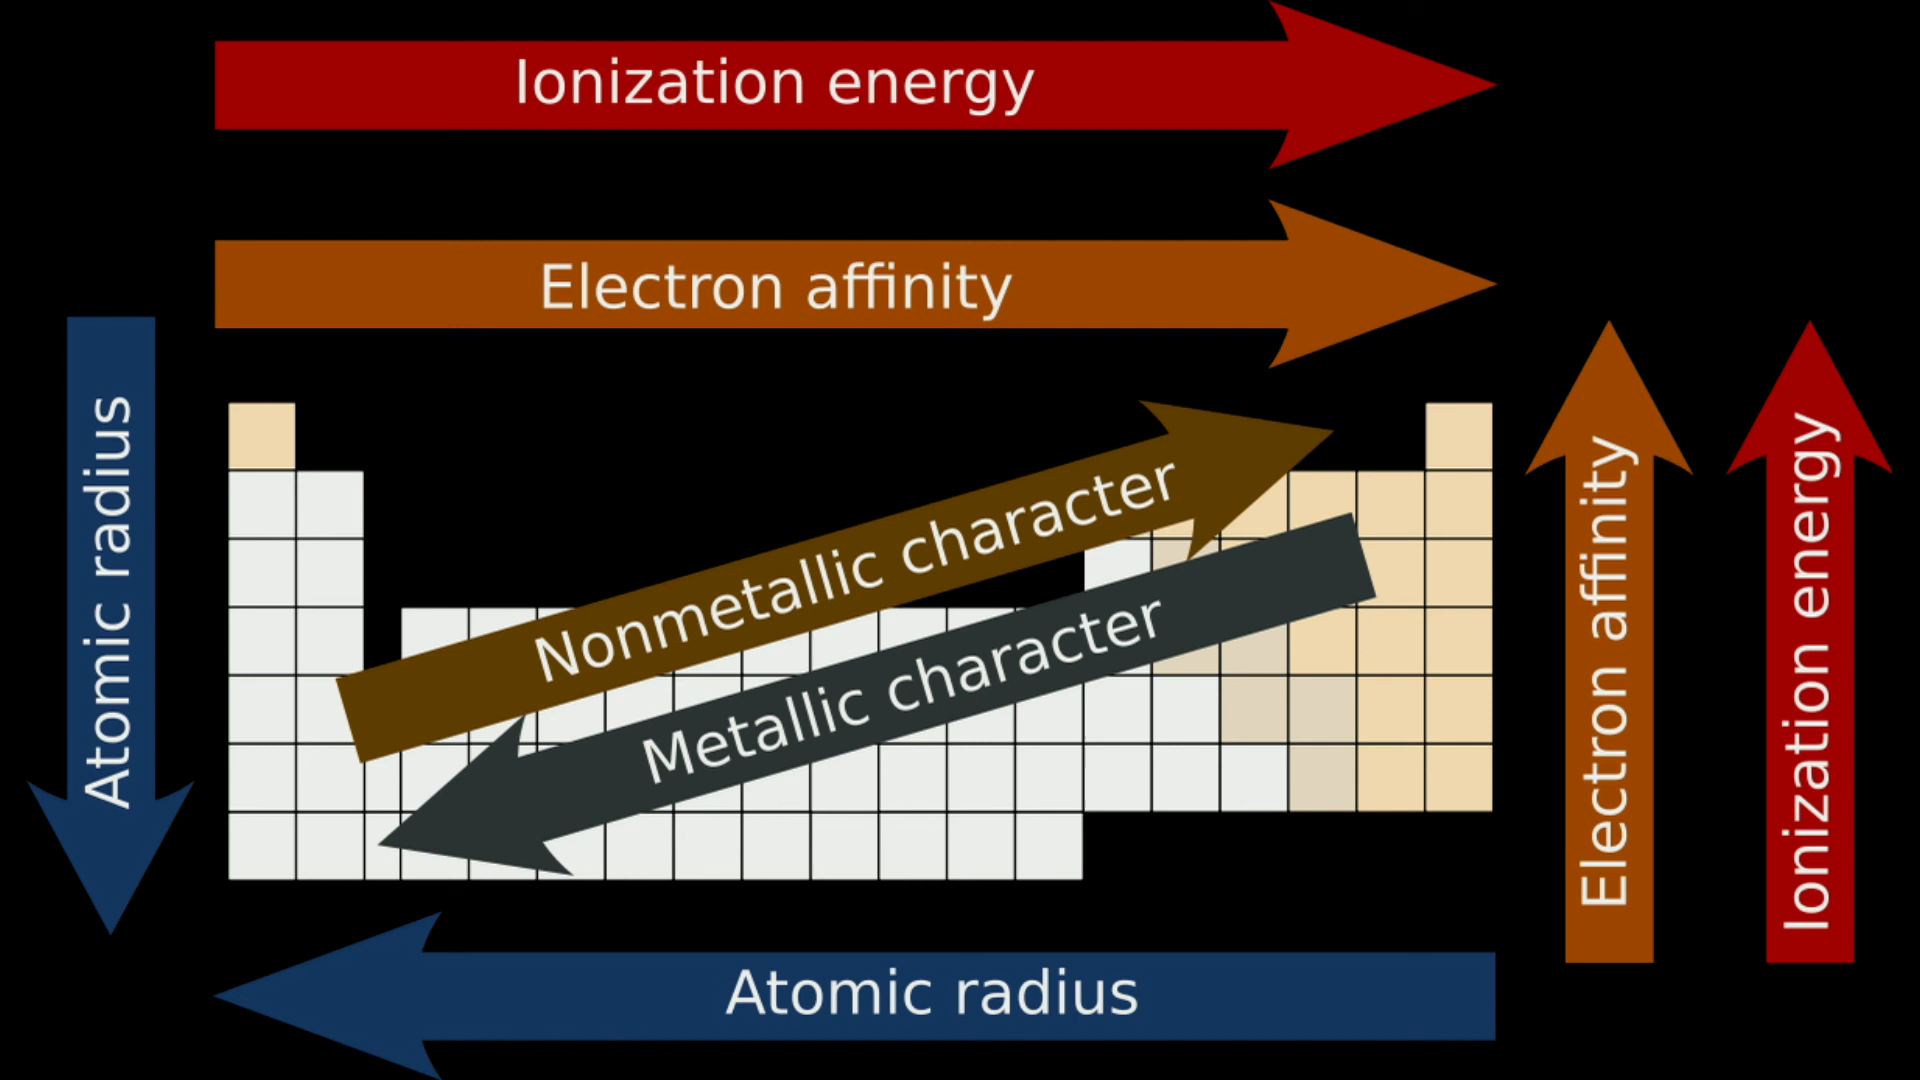 Ionization energy
Electron affinity
Atomic radius
Nonmetallic character
Metallic character
Electron affinity
Ionization energy
Atomic radius